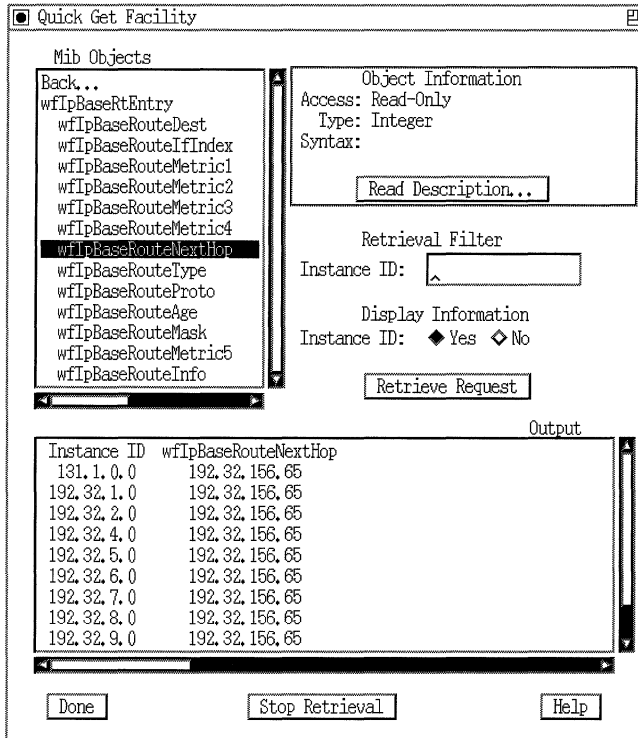 Quick Get Facility
Mib Objects
Back...
wfIpBaseRtEntry
wfIpBaseRouteDest
wfIpBaseRouteIfIndex
wfIpBaseRouteMetric1
wfIpBaseRouteMetric2
wfIpBaseRouteMetric3
wfIpBaseRouteMetric4
wfIpBaseRouteNextHop
wfIpBaseRouteType
wfIpBaseRouteProto
wfIpBaseRouteAge
wfIpBaseRouteMask
wfIpBaseRouteMetric5
wfIpBaseRouteInfo
Object Information
Access: Read-Only
Type: Integer
Syntax:
Read Description...
Retrieval Filter
Instance ID:
Display Information
Instance ID: Yes No
Retrieve Request
Output
Instance ID wfIpBaseRouteNextHop
131.1.0.0 192.32.156.65
192.32.1.0 192.32.156.65
192.32.2.0 192.32.156.65
192.32.4.0 192.32.156.65
192.32.5.0 192.32.156.65
192.32.6.0 192.32.156.65
192.32.7.0 192.32.156.65
192.32.8.0 192.32.156.65
192.32.9.0 192.32.156.65
Done Stop Retrieval Help